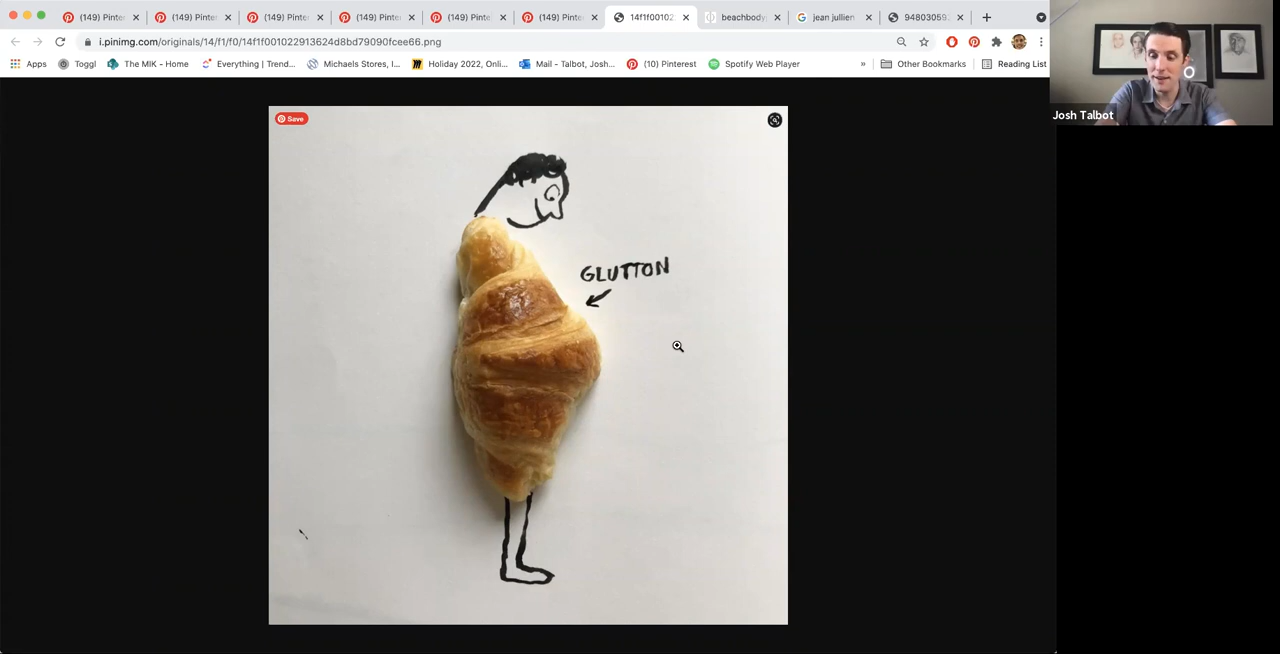 (149) Pinte
(149) Pinte
(149) Pinte
(149) Pinte
(149) Pinte
(149) Pinte
14f1f00102
beachbody
jean jullien
9480305
i.pinimg.com/originals/14/f1/f0/14f1f001022913624d8bd79090fcee66.png
Apps
Toggl
The MIK - Home
Everything | Trend...
Michaels Stores, I...
Holiday 2022, Onli...
Mail - Talbot, Josh...
(10) Pinterest
Spotify Web Player
»
Other Bookmarks
Reading List
Josh Talbot
Save
GLUTTON